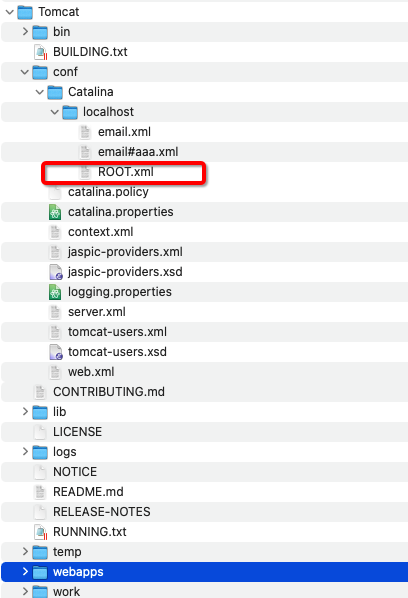 Tomcat
bin
BUILDING.txt
conf
Catalina
localhost
email.xml
email#aaa.xml
ROOT.xml
catalina.policy
catalina.properties
context.xml
jaspic-providers.xml
jaspic-providers.xsd
logging.properties
server.xml
tomcat-users.xml
tomcat-users.xsd
web.xml
CONTRIBUTING.md
lib
LICENSE
logs
NOTICE
README.md
RELEASE-NOTES
RUNNING.txt
temp
webapps
work